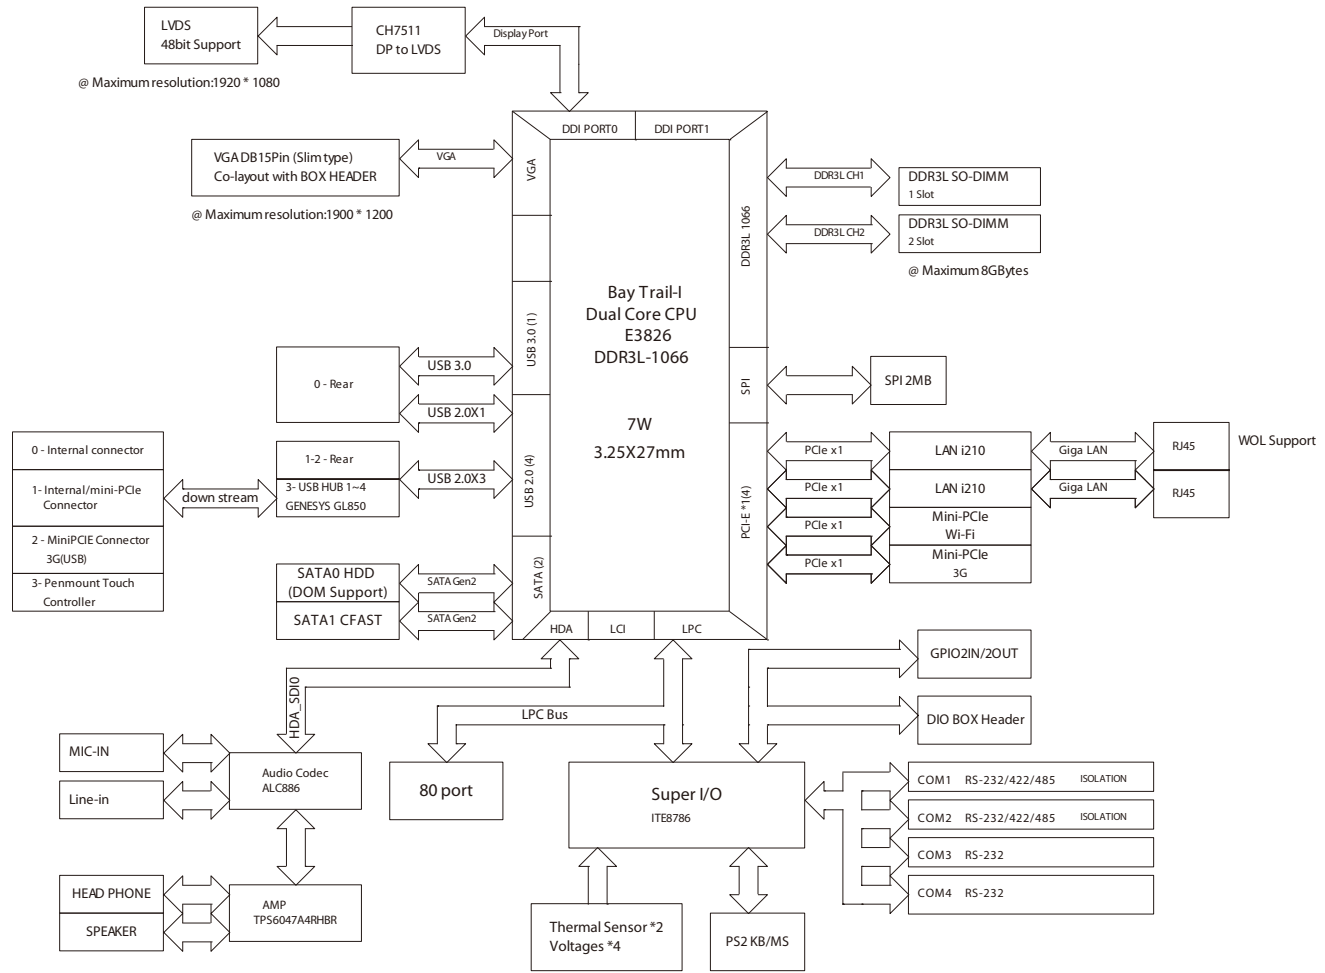 LVDS
48bit Support
CH7511
DP to LVDS
Display Port
@ Maximum resolution:1920 * 1080
DDI PORT0
DDI PORT1
VGA DB15Pin (Slim type)
Co-layout with BOX HEADER
VGA
VGA
@ Maximum resolution:1900 * 1200
DDR3L 1066
DDR3L CH1
DDR3L SO-DIMM
1 Slot
DDR3L CH2
DDR3L SO-DIMM
2 Slot
@ Maximum 8GBytes
Bay Trail-I
Dual Core CPU
E3826
DDR3L-1066
7W
3.25X27mm
USB 3.0 (1)
0 - Rear
USB 3.0
USB 2.0X1
SPI
SPI 2MB
0 - Internal connector
1- Internal/mini-PCIe
Connector
2 - MiniPCIE Connector
3G(USB)
3- Penmount Touch
Controller
down stream
1-2 - Rear
3- USB HUB 1~4
GENESYS GL850
USB 2.0X3
USB 2.0 (4)
PCI-E *1(4)
PCIe x1
LAN i210
Giga LAN
RJ45
WOL Support
PCIe x1
LAN i210
Giga LAN
RJ45
PCIe x1
Mini-PCIe
Wi-Fi
PCIe x1
Mini-PCIe
3G
SATA0 HDD
(DOM Support)
SATA Gen2
SATA1 CFAST
SATA Gen2
SATA (2)
HDA
LCI
LPC
HDA_SDI0
LPC Bus
GPIO2IN/2OUT
DIO BOX Header
MIC-IN
Line-in
Audio Codec
ALC886
80 port
Super I/O
ITE8786
COM1 RS-232/422/485 ISOLATION
COM2 RS-232/422/485 ISOLATION
COM3 RS-232
COM4 RS-232
HEAD PHONE
SPEAKER
AMP
TPS6047A4RHBR
Thermal Sensor *2
Voltages *4
PS2 KB/MS